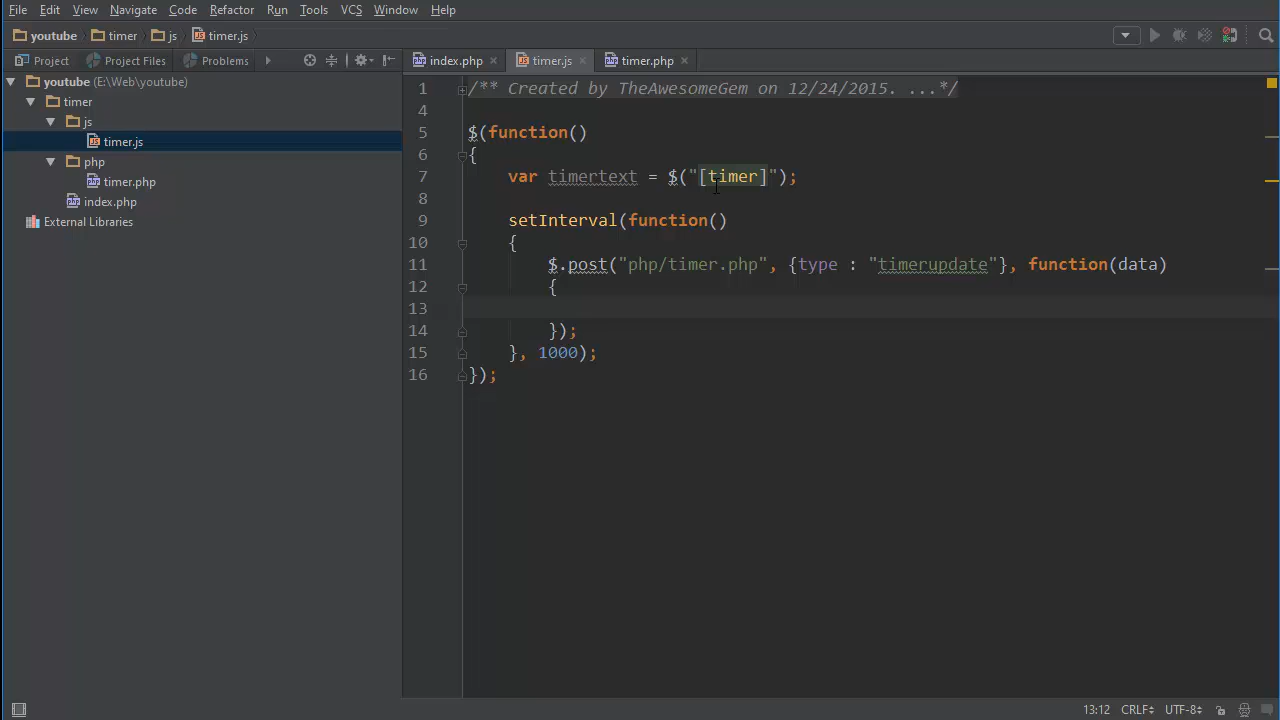 File Edit View Navigate Code Refactor Run Tools VCS Window Help
youtube timer js timer.js
Project Project Files Problems
index.php timer.js timer.php
youtube (E:\Web\youtube)
timer
js
timer.js
php
timer.php
index.php
External Libraries
1 /** Created by TheAwesomeGem on 12/24/2015. ...*/
4
5 $(function()
6 {
7 var timertext = $("[timer]");
8
9 setInterval(function()
10 {
11 $.post("php/timer.php", {type : "timerupdate"}, function(data)
12 {
13
14 });
15 }, 1000);
16 });
13:12 CRLF UTF-8